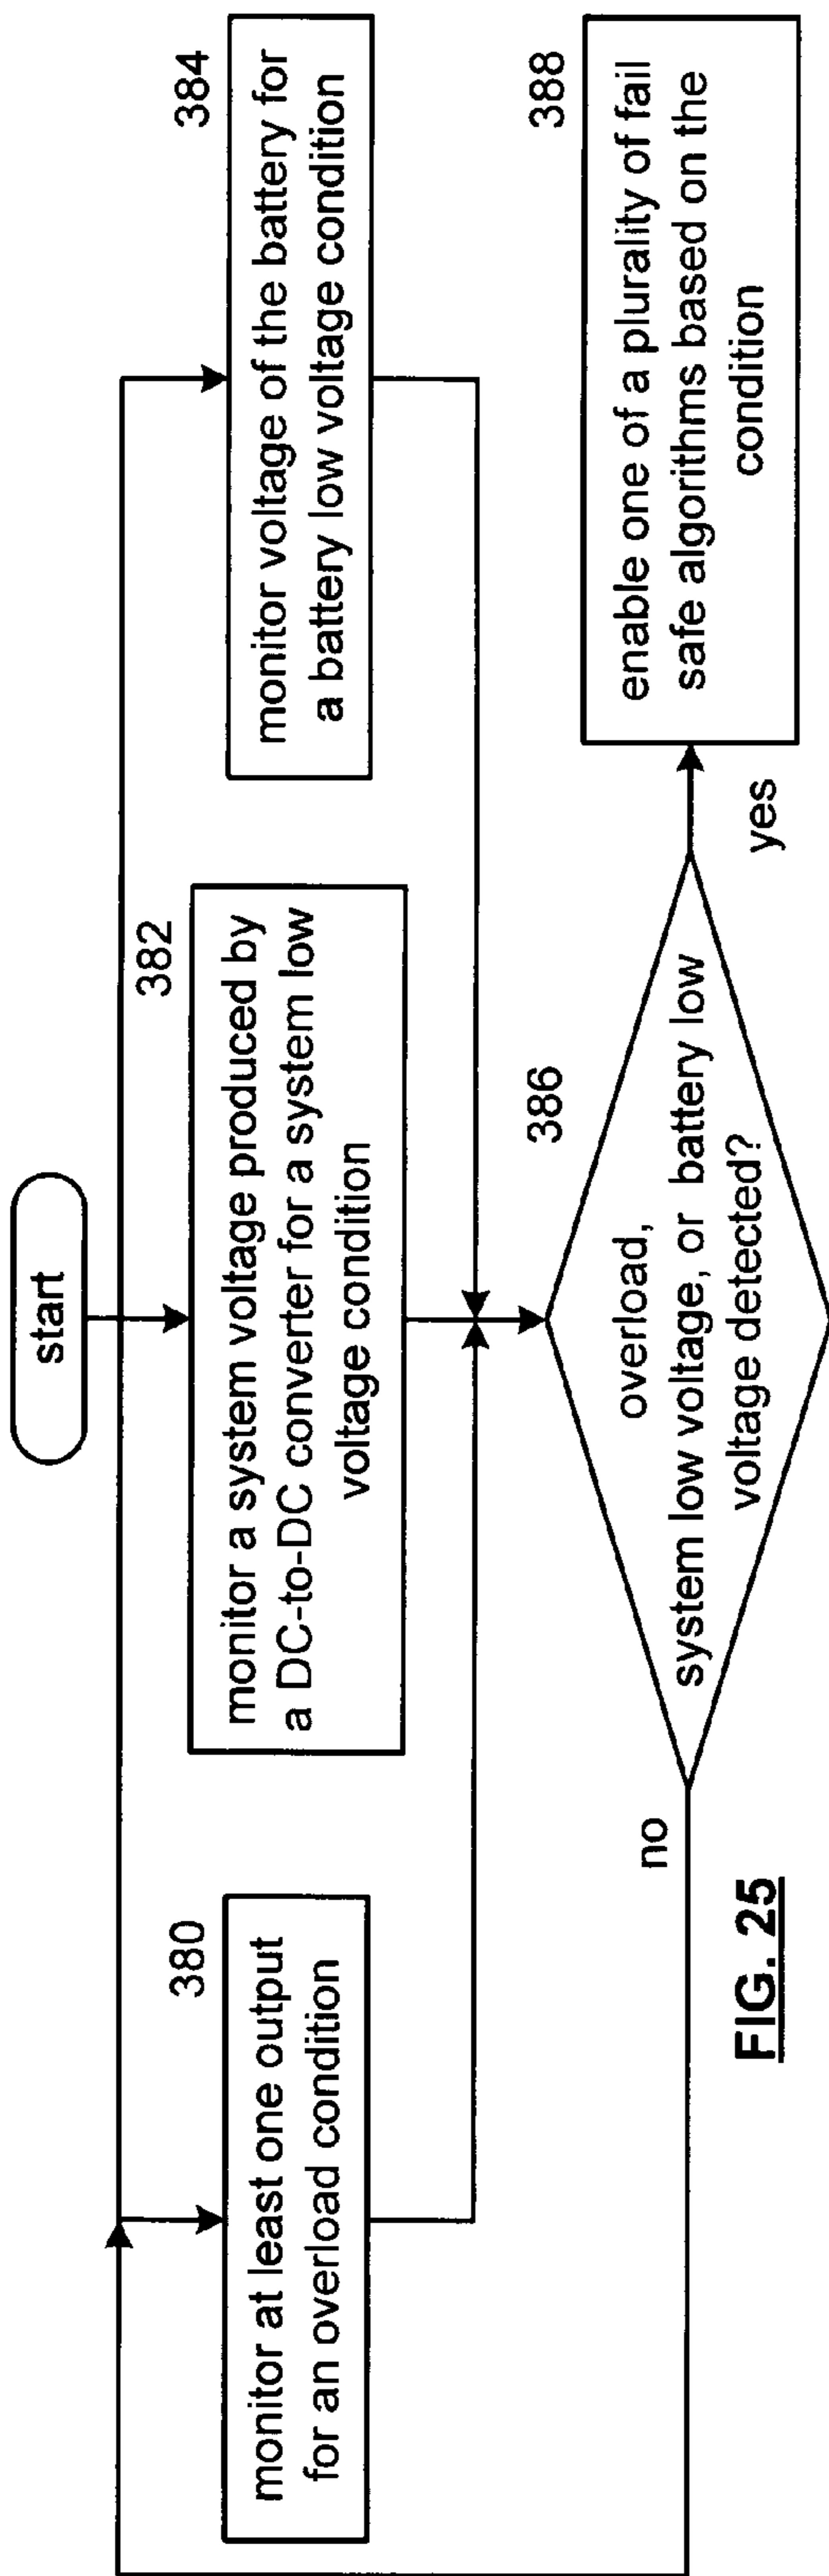 start
380
monitor at least one output
for an overload condition
382
monitor a system voltage produced by
a DC-to-DC converter for a system low
voltage condition
384
monitor voltage of the battery for
a battery low voltage condition
386
overload,
system low voltage, or battery low
voltage detected?
no
yes
388
enable one of a plurality of fail
safe algorithms based on the
condition
FIG. 25